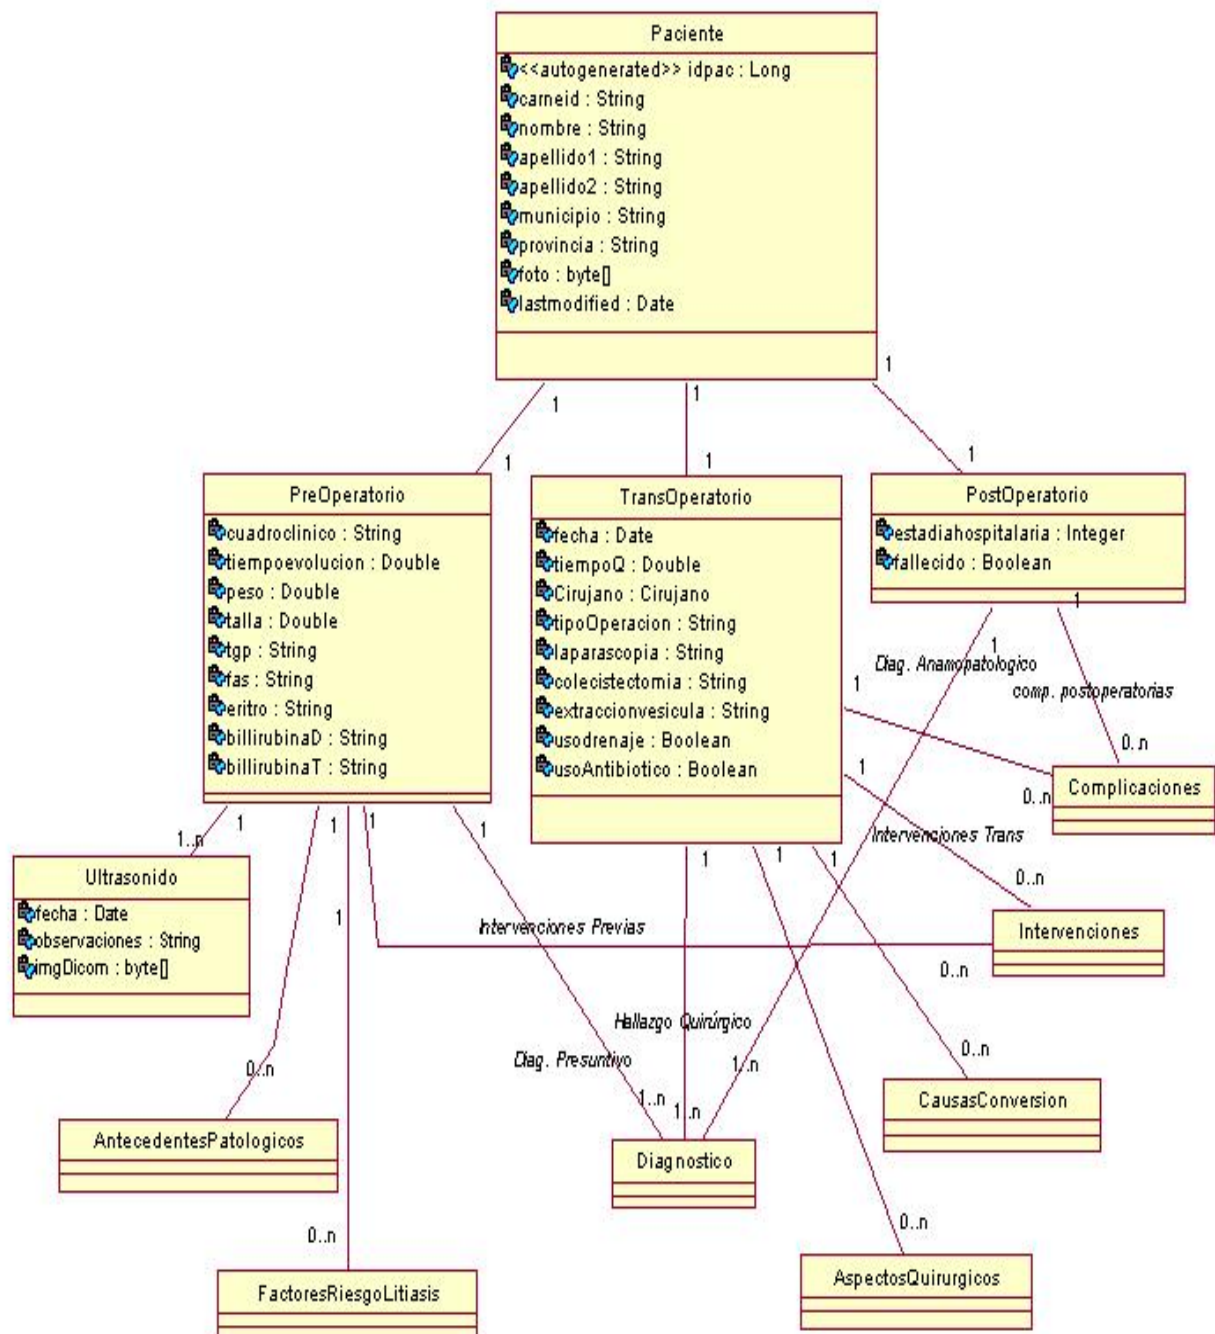 Paciente
<<autogenerated>> idpac : Long
carneid : String
nombre : String
apellido1 : String
apellido2 : String
municipio : String
provincia : String
foto : byte[]
lastmodified : Date
1
1
1
1
1
1
PreOperatorio
cuadroclinico : String
tiempoevolucion : Double
peso : Double
talla : Double
tgp : String
fas : String
eritro : String
billirubinaD : String
billirubinaT : String
TransOperatorio
fecha : Date
tiempoQ : Double
Cirujano : Cirujano
tipoOperacion : String
laparascopia : String
colecistectomia : String
extraccionvesicula : String
usodrenaje : Boolean
usoAntibiotico : Boolean
PostOperatorio
estadiahospitalaria : Integer
fallecido : Boolean
1
1
Diag. Anamopatologico
comp. postoperatorias
1
0..n
Complicaciones
0..n
1
Intervenciones Trans
0..n
1..n
1
1
1
1
1
1
1
1
Ultrasonido
fecha : Date
observaciones : String
imgDicom : byte[]
Intervenciones
Intervenciones Previas
0..n
Hallazgo Quirúrgico
Diag. Presuntivo
1..n
0..n
0..n
1..n
1..n
CausasConversion
AntecedentesPatologicos
Diagnostico
0..n
0..n
AspectosQuirurgicos
FactoresRiesgoLitiasis